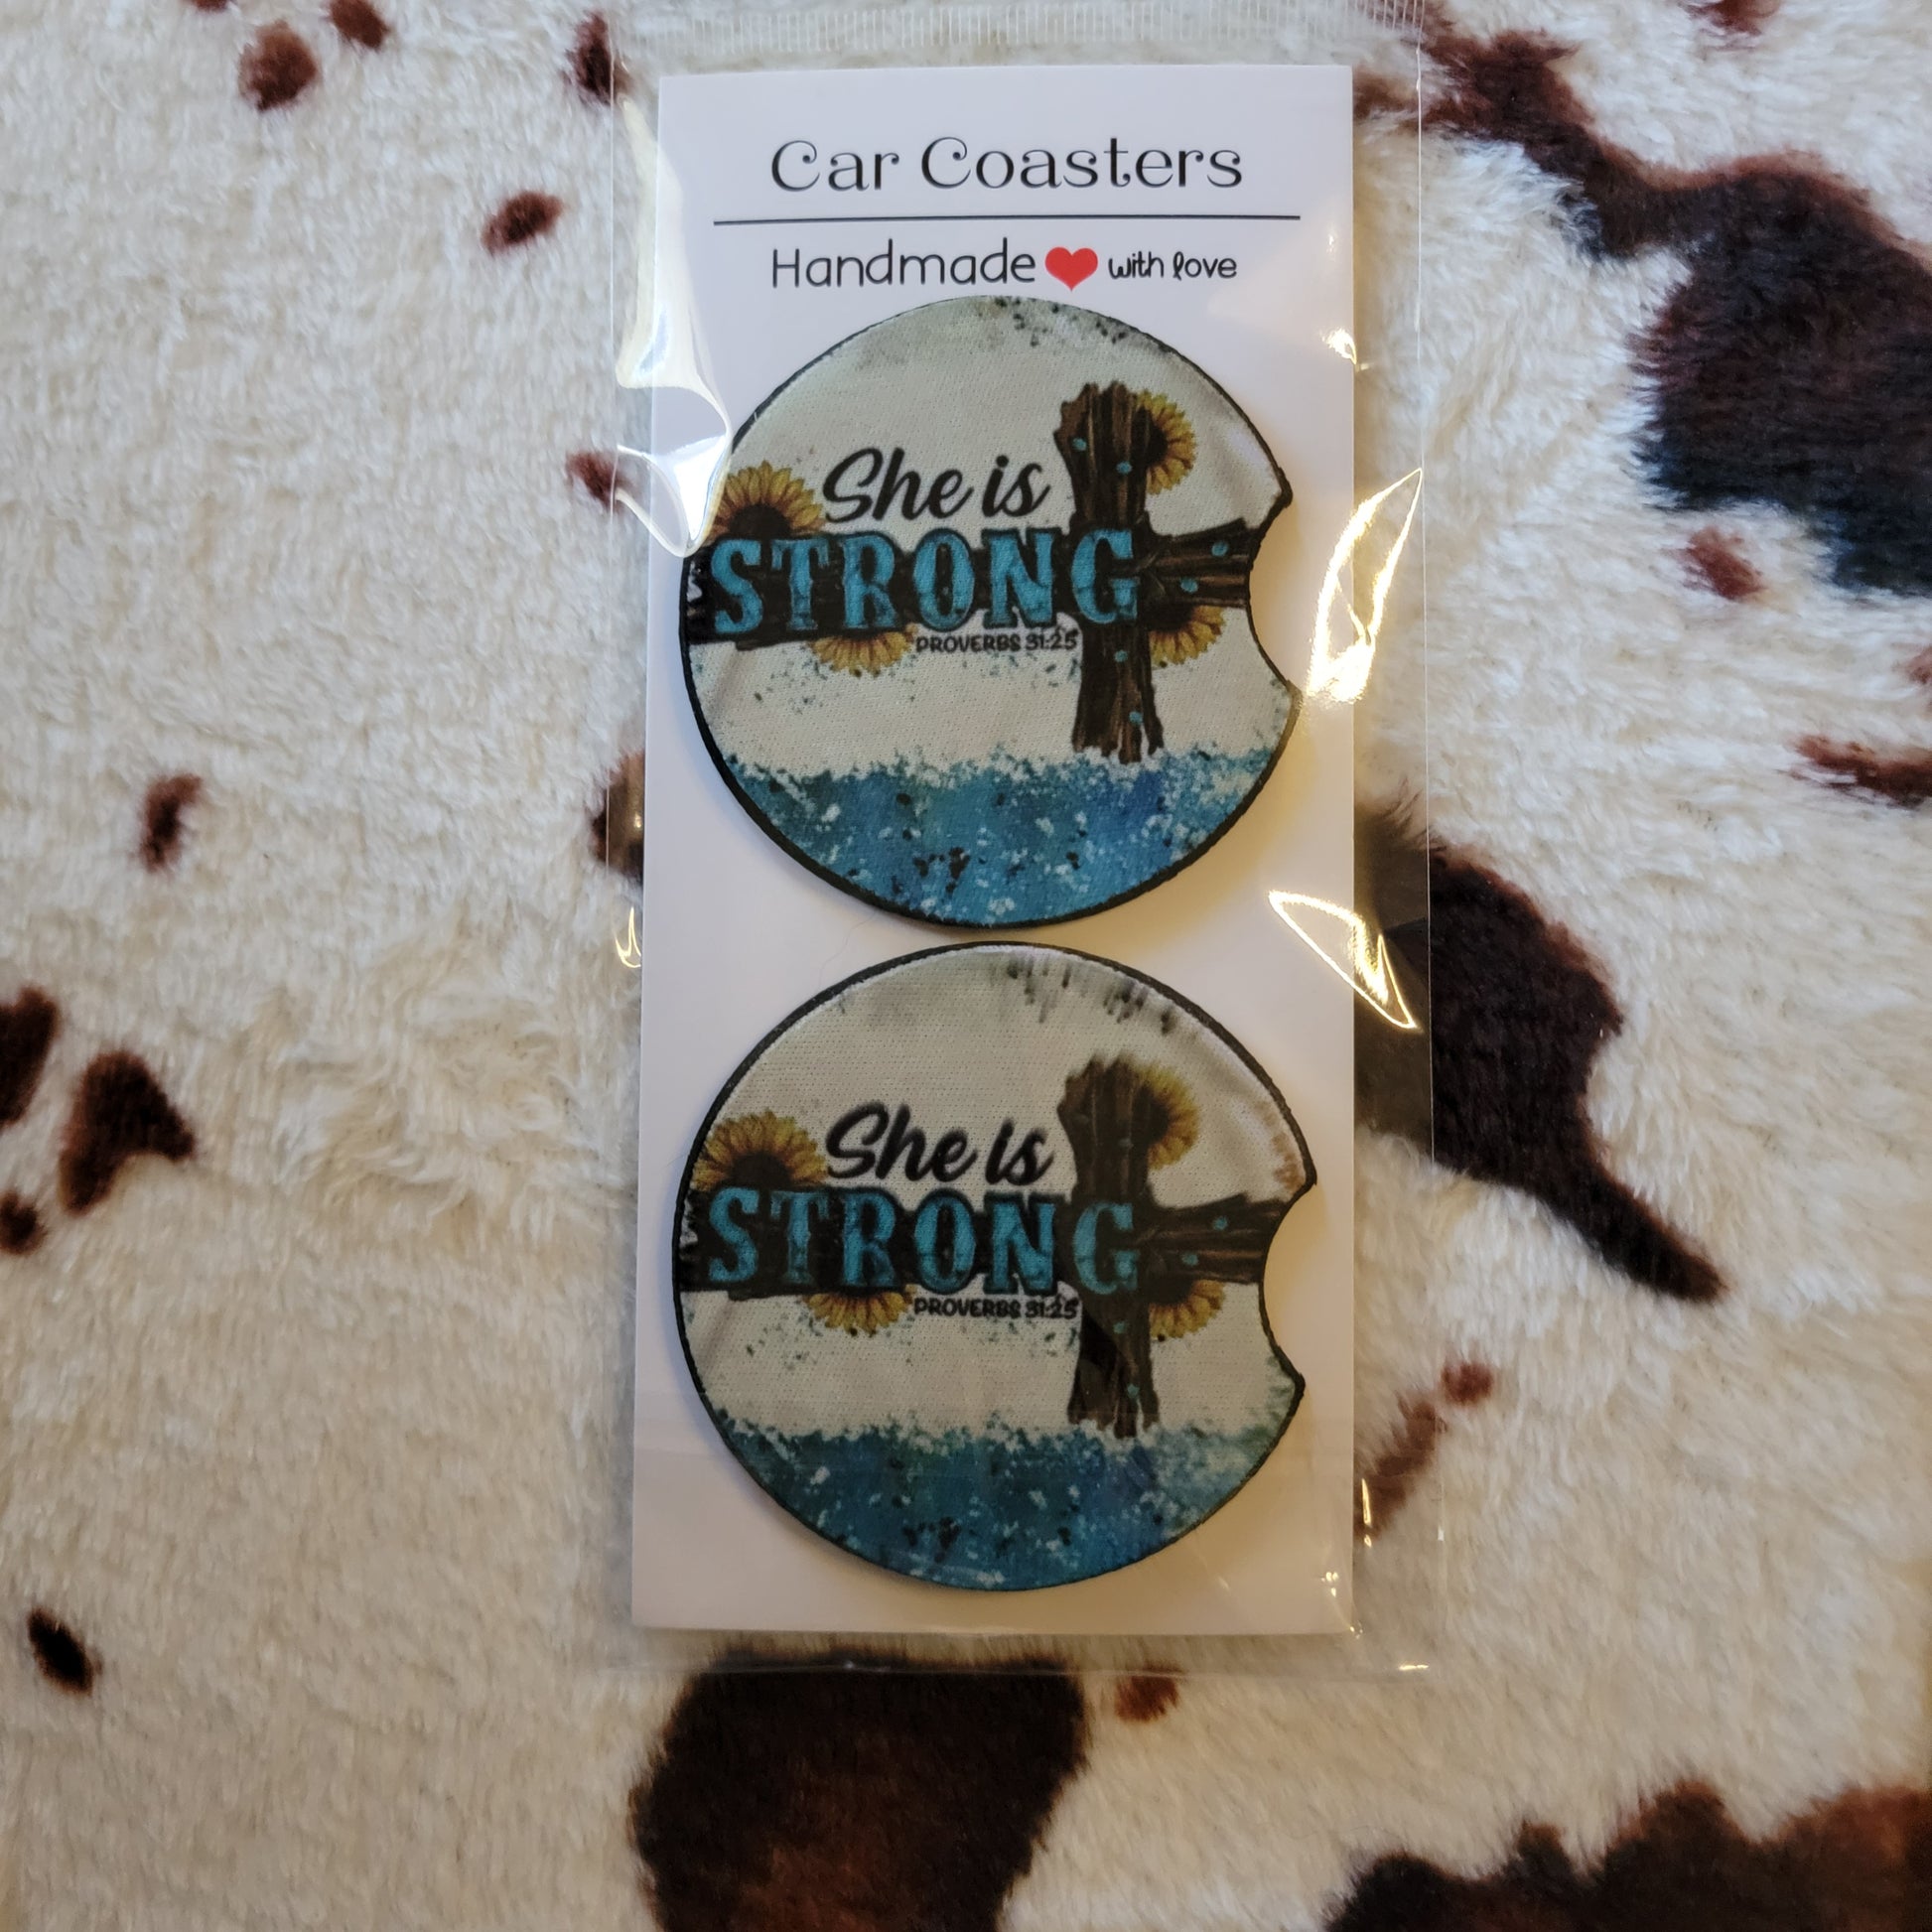 Car Coasters
Handmade with love
She is
STRONG
PROVERBS 31:25
She is
STRONG
PROVERBS 31:25